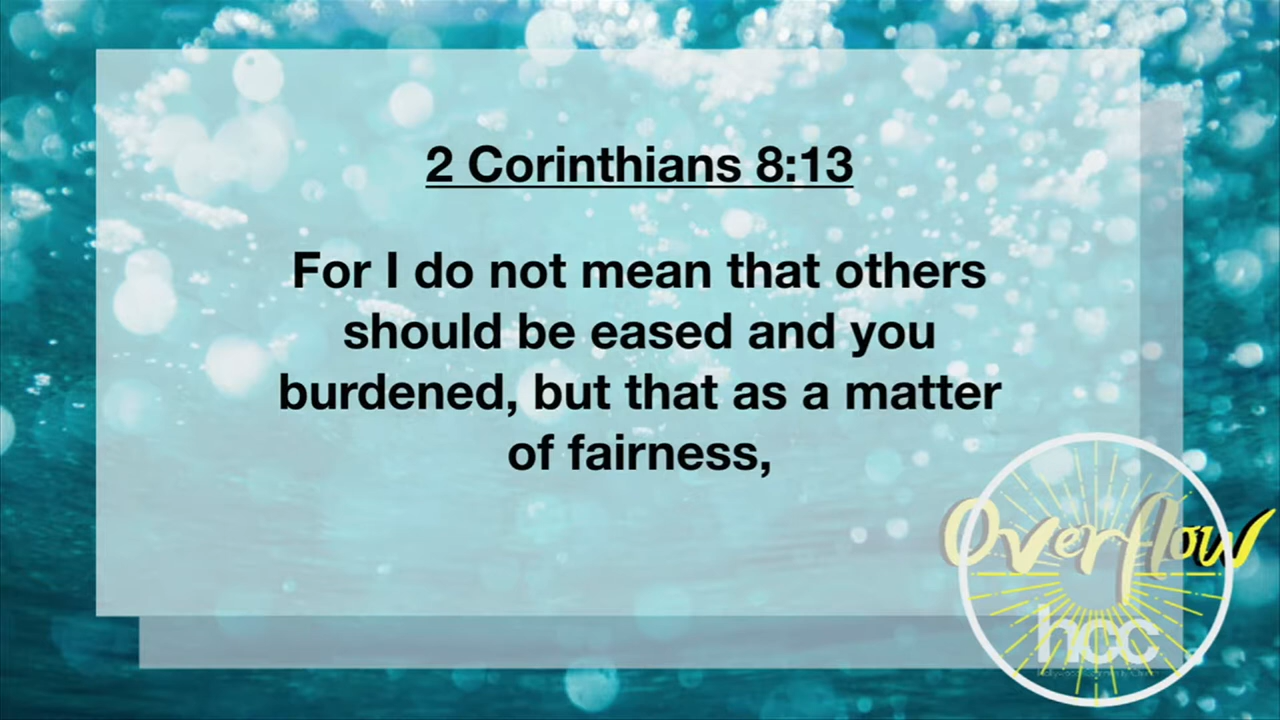 2 Corinthians 8:13
For I do not mean that others
should be eased and you
burdened, but that as a matter
of fairness,
Overflow
hcc